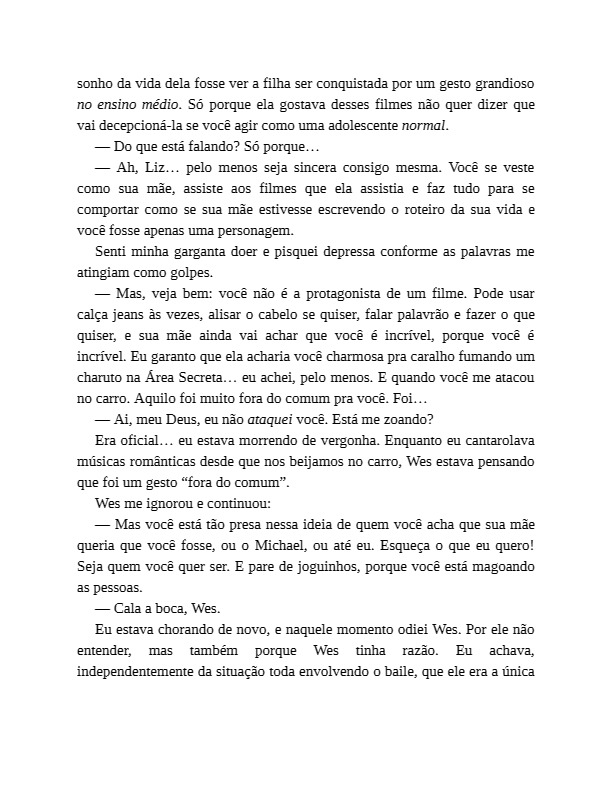 sonho da vida dela fosse ver a filha ser conquistada por um gesto grandioso
no ensino médio. Só porque ela gostava desses filmes não quer dizer que
vai decepcioná-la se você agir como uma adolescente normal.
— Do que está falando? Só porque…
— Ah, Liz… pelo menos seja sincera consigo mesma. Você se veste
como sua mãe, assiste aos filmes que ela assistia e faz tudo para se
comportar como se sua mãe estivesse escrevendo o roteiro da sua vida e
você fosse apenas uma personagem.
Senti minha garganta doer e pisquei depressa conforme as palavras me
atingiam como golpes.
— Mas, veja bem: você não é a protagonista de um filme. Pode usar
calça jeans às vezes, alisar o cabelo se quiser, falar palavrão e fazer o que
quiser, e sua mãe ainda vai achar que você é incrível, porque você é
incrível. Eu garanto que ela acharia você charmosa pra caralho fumando um
charuto na Área Secreta… eu achei, pelo menos. E quando você me atacou
no carro. Aquilo foi muito fora do comum pra você. Foi…
— Ai, meu Deus, eu não ataquei você. Está me zoando?
Era oficial… eu estava morrendo de vergonha. Enquanto eu cantarolava
músicas românticas desde que nos beijamos no carro, Wes estava pensando
que foi um gesto “fora do comum”.
Wes me ignorou e continuou:
— Mas você está tão presa nessa ideia de quem você acha que sua mãe
queria que você fosse, ou o Michael, ou até eu. Esqueça o que eu quero!
Seja quem você quer ser. E pare de joguinhos, porque você está magoando
as pessoas.
— Cala a boca, Wes.
Eu estava chorando de novo, e naquele momento odiei Wes. Por ele não
entender, mas também porque Wes tinha razão. Eu achava,
independentemente da situação toda envolvendo o baile, que ele era a única